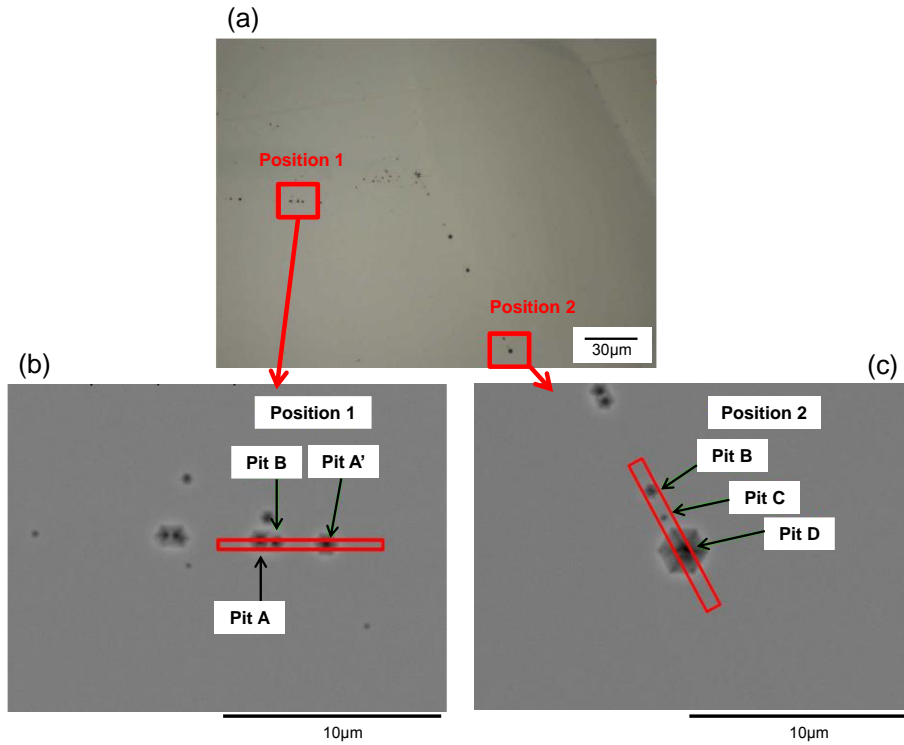 (a)
Position 1
Position 2
30μm
(b)
(c)
Position 1
Pit B
Pit A’
Pit A
10μm
Position 2
Pit B
Pit C
Pit D
10μm